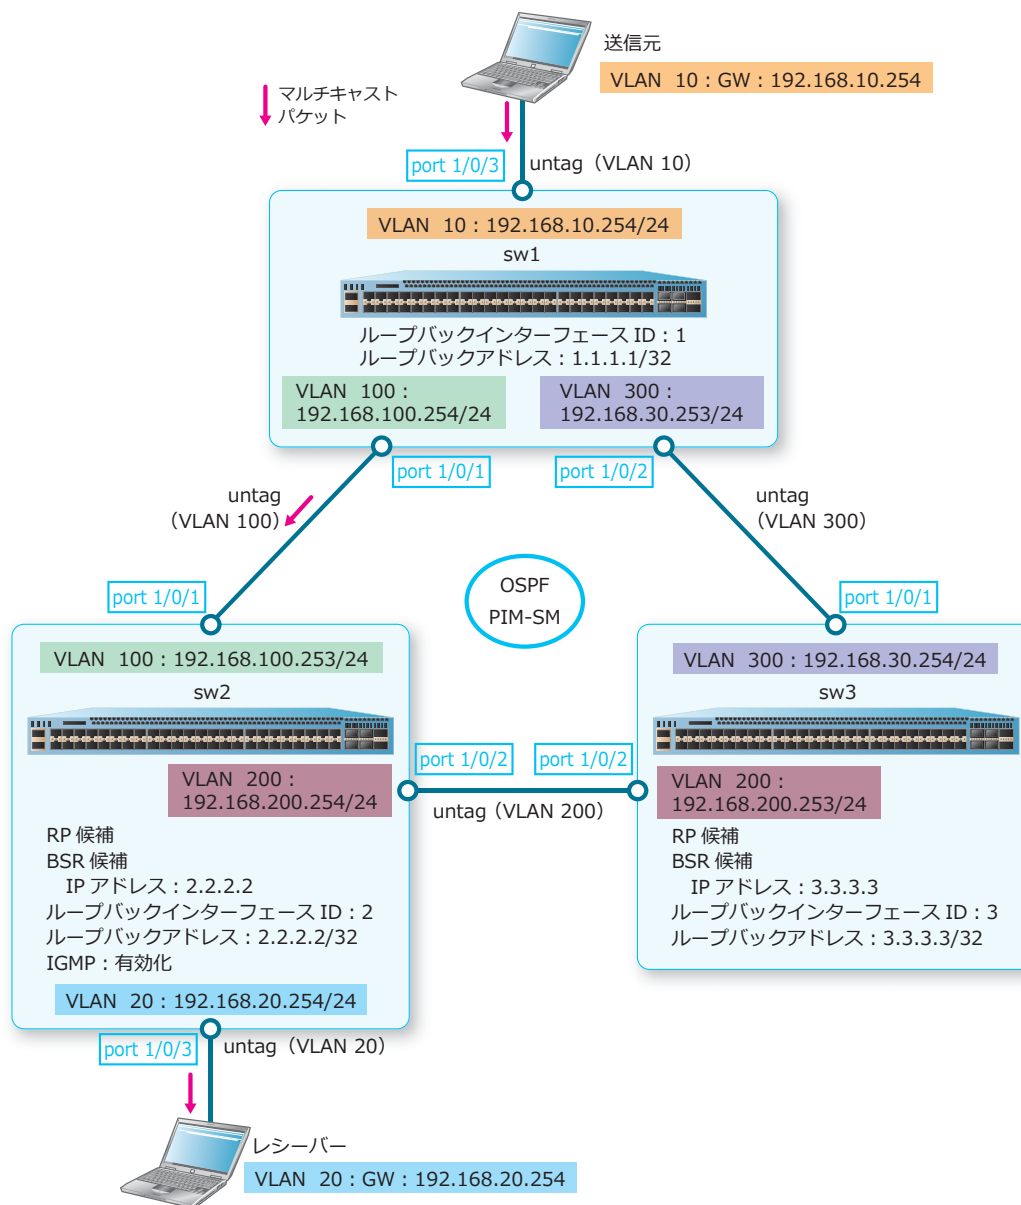 送信元
VLAN 10：GW：192.168.10.254
マルチキャスト
パケット
port 1/0/3
untag（VLAN 10）
VLAN 10：192.168.10.254/24
sw1
ループバックインターフェース ID：1
ループバックアドレス：1.1.1.1/32
VLAN 100：
192.168.100.254/24
VLAN 300：
192.168.30.253/24
port 1/0/1
port 1/0/2
untag
（VLAN 100）
untag
（VLAN 300）
OSPF
PIM-SM
port 1/0/1
port 1/0/1
VLAN 100：192.168.100.253/24
sw2
VLAN 200：
192.168.200.254/24
RP 候補
BSR 候補
IP アドレス：2.2.2.2
ループバックインターフェース ID：2
ループバックアドレス：2.2.2.2/32
IGMP：有効化
VLAN 20：192.168.20.254/24
port 1/0/2
port 1/0/2
untag（VLAN 200）
VLAN 300：192.168.30.254/24
sw3
VLAN 200：
192.168.200.253/24
RP 候補
BSR 候補
IP アドレス：3.3.3.3
ループバックインターフェース ID：3
ループバックアドレス：3.3.3.3/32
port 1/0/3
untag（VLAN 20）
レシーバー
VLAN 20：GW：192.168.20.254